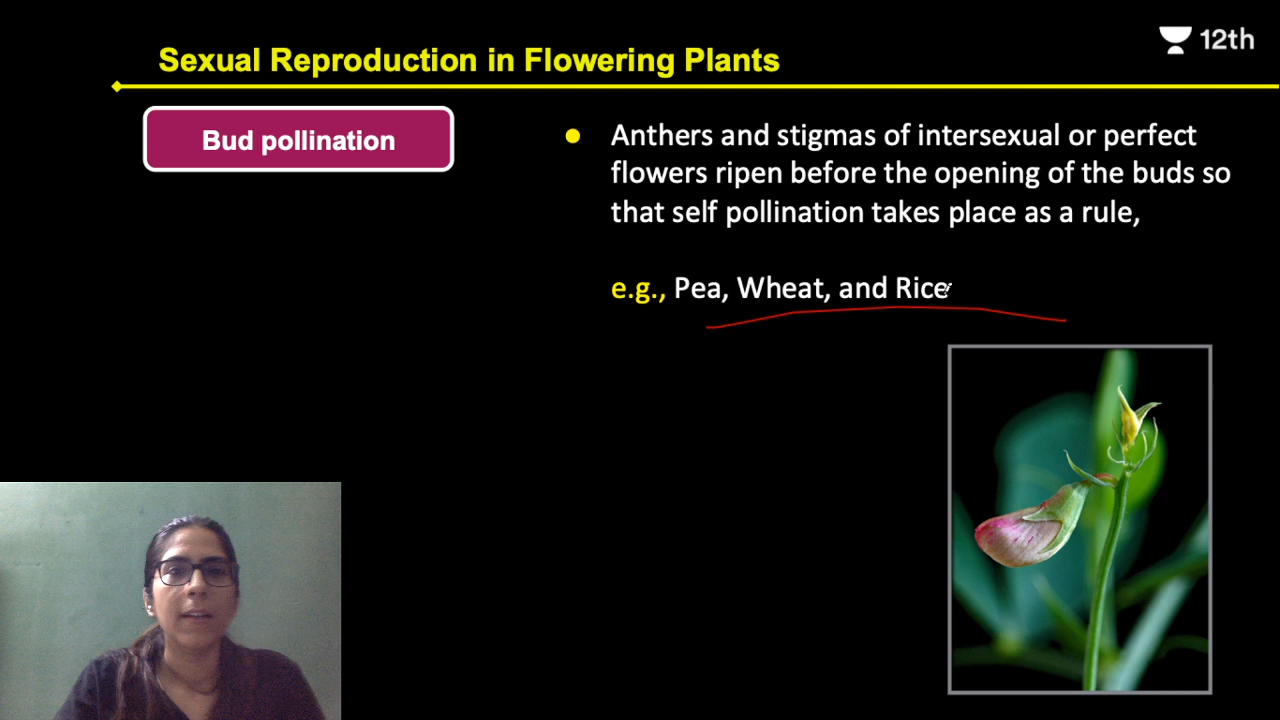 Sexual Reproduction in Flowering Plants
12th
Bud pollination
Anthers and stigmas of intersexual or perfect
flowers ripen before the opening of the buds so
that self pollination takes place as a rule,
e.g., Pea, Wheat, and Rice